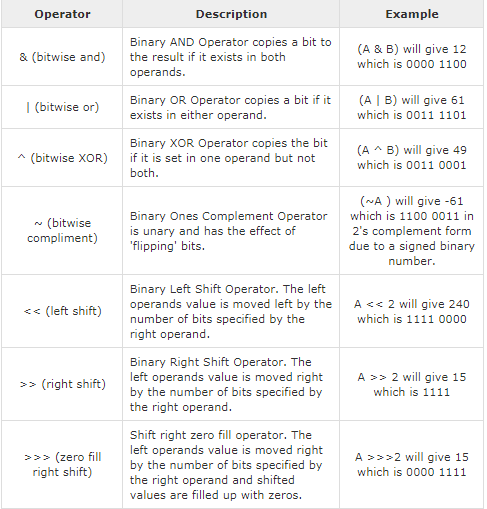 Operator Description Example
& (bitwise and)
Binary AND Operator copies a bit to
the result if it exists in both
operands.
(A & B) will give 12
which is 0000 1100
| (bitwise or)
Binary OR Operator copies a bit if it
exists in either operand.
(A | B) will give 61
which is 0011 1101
^ (bitwise XOR)
Binary XOR Operator copies the bit
if it is set in one operand but not
both.
(A ^ B) will give 49
which is 0011 0001
~ (bitwise
compliment)
Binary Ones Complement Operator
is unary and has the effect of
'flipping' bits.
(~A ) will give -61
which is 1100 0011 in
2's complement form
due to a signed binary
number.
<< (left shift)
Binary Left Shift Operator. The left
operands value is moved left by the
number of bits specified by the
right operand.
A << 2 will give 240
which is 1111 0000
>> (right shift)
Binary Right Shift Operator. The
left operands value is moved right
by the number of bits specified by
the right operand.
A >> 2 will give 15
which is 1111
>>> (zero fill
right shift)
Shift right zero fill operator. The
left operands value is moved right
by the number of bits specified by
the right operand and shifted
values are filled up with zeros.
A >>>2 will give 15
which is 0000 1111